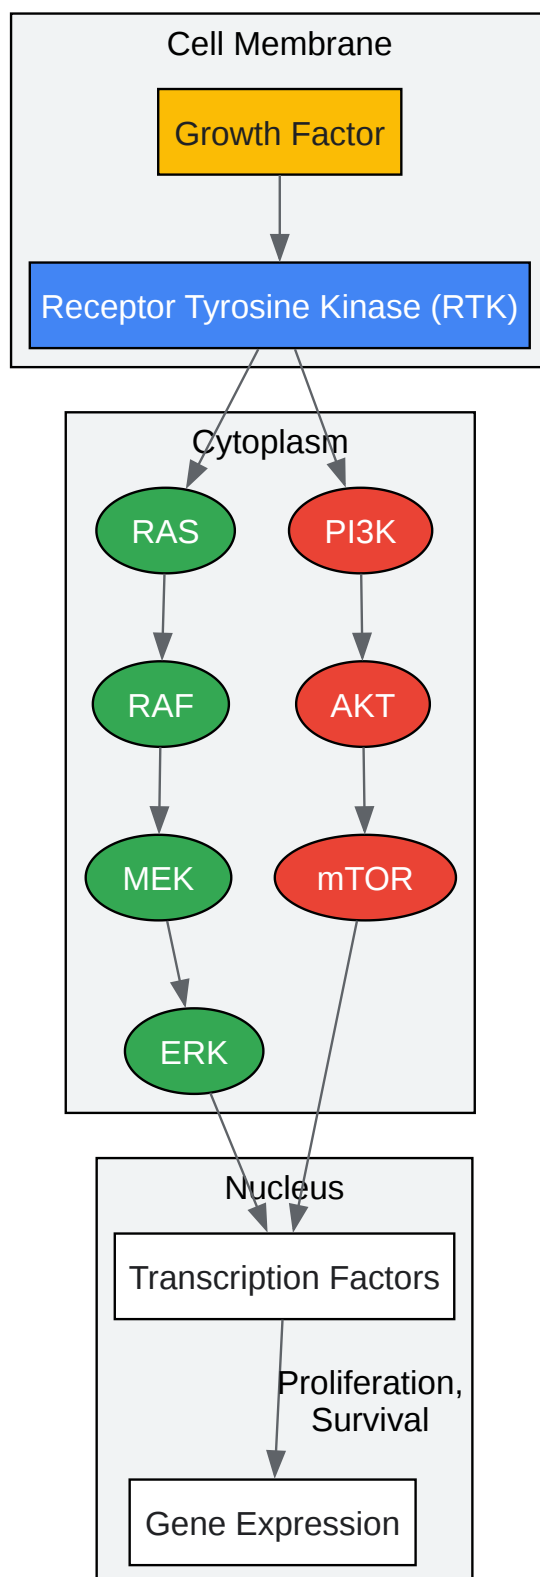 Cell Membrane
Growth Factor
Receptor Tyrosine Kinase (RTK)
Cytoplasm
RAS
PI3K
RAF
AKT
MEK
mTOR
ERK
Nucleus
Transcription Factors
Proliferation,
Survival
Gene Expression